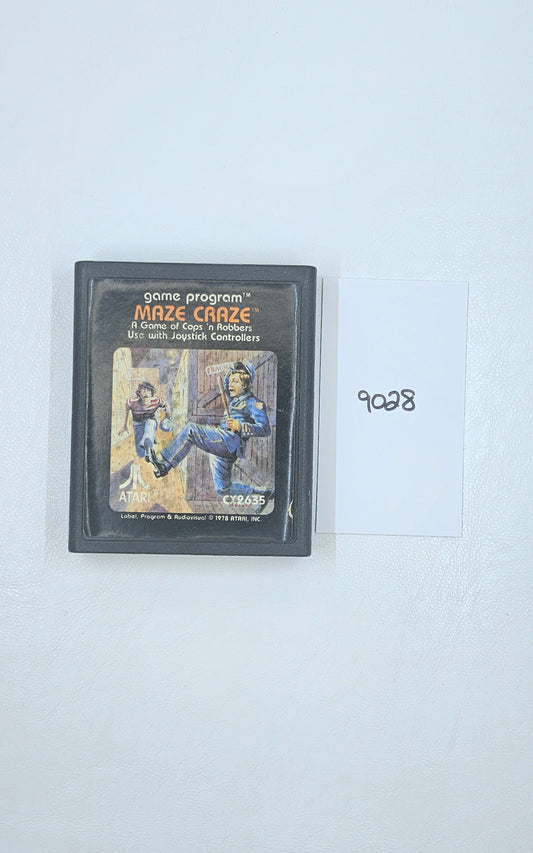 game program™
MAZE CRAZE™
A Game of Cops 'n Robbers
Use with Joystick Controllers
ATARI®
CX2635
Label, Program & Audiovisual © 1978 ATARI, INC.
9028